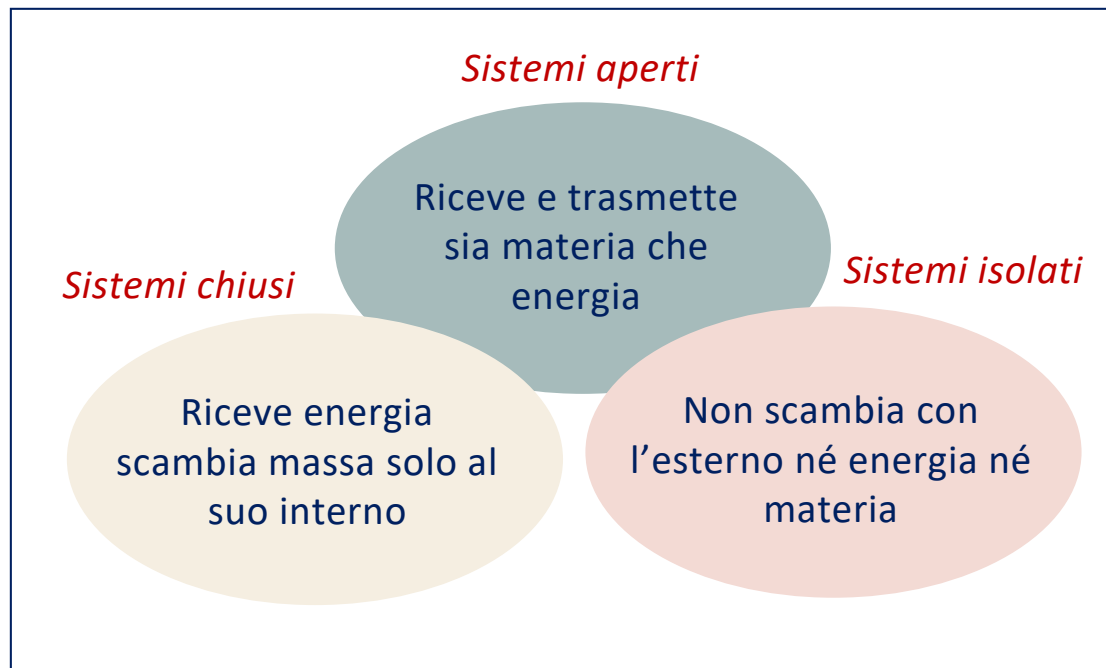 Sistemi aperti
Riceve e trasmette
sia materia che
energia
Sistemi chiusi
Riceve energia
scambia massa solo al
suo interno
Sistemi isolati
Non scambia con
l’esterno né energia né
materia